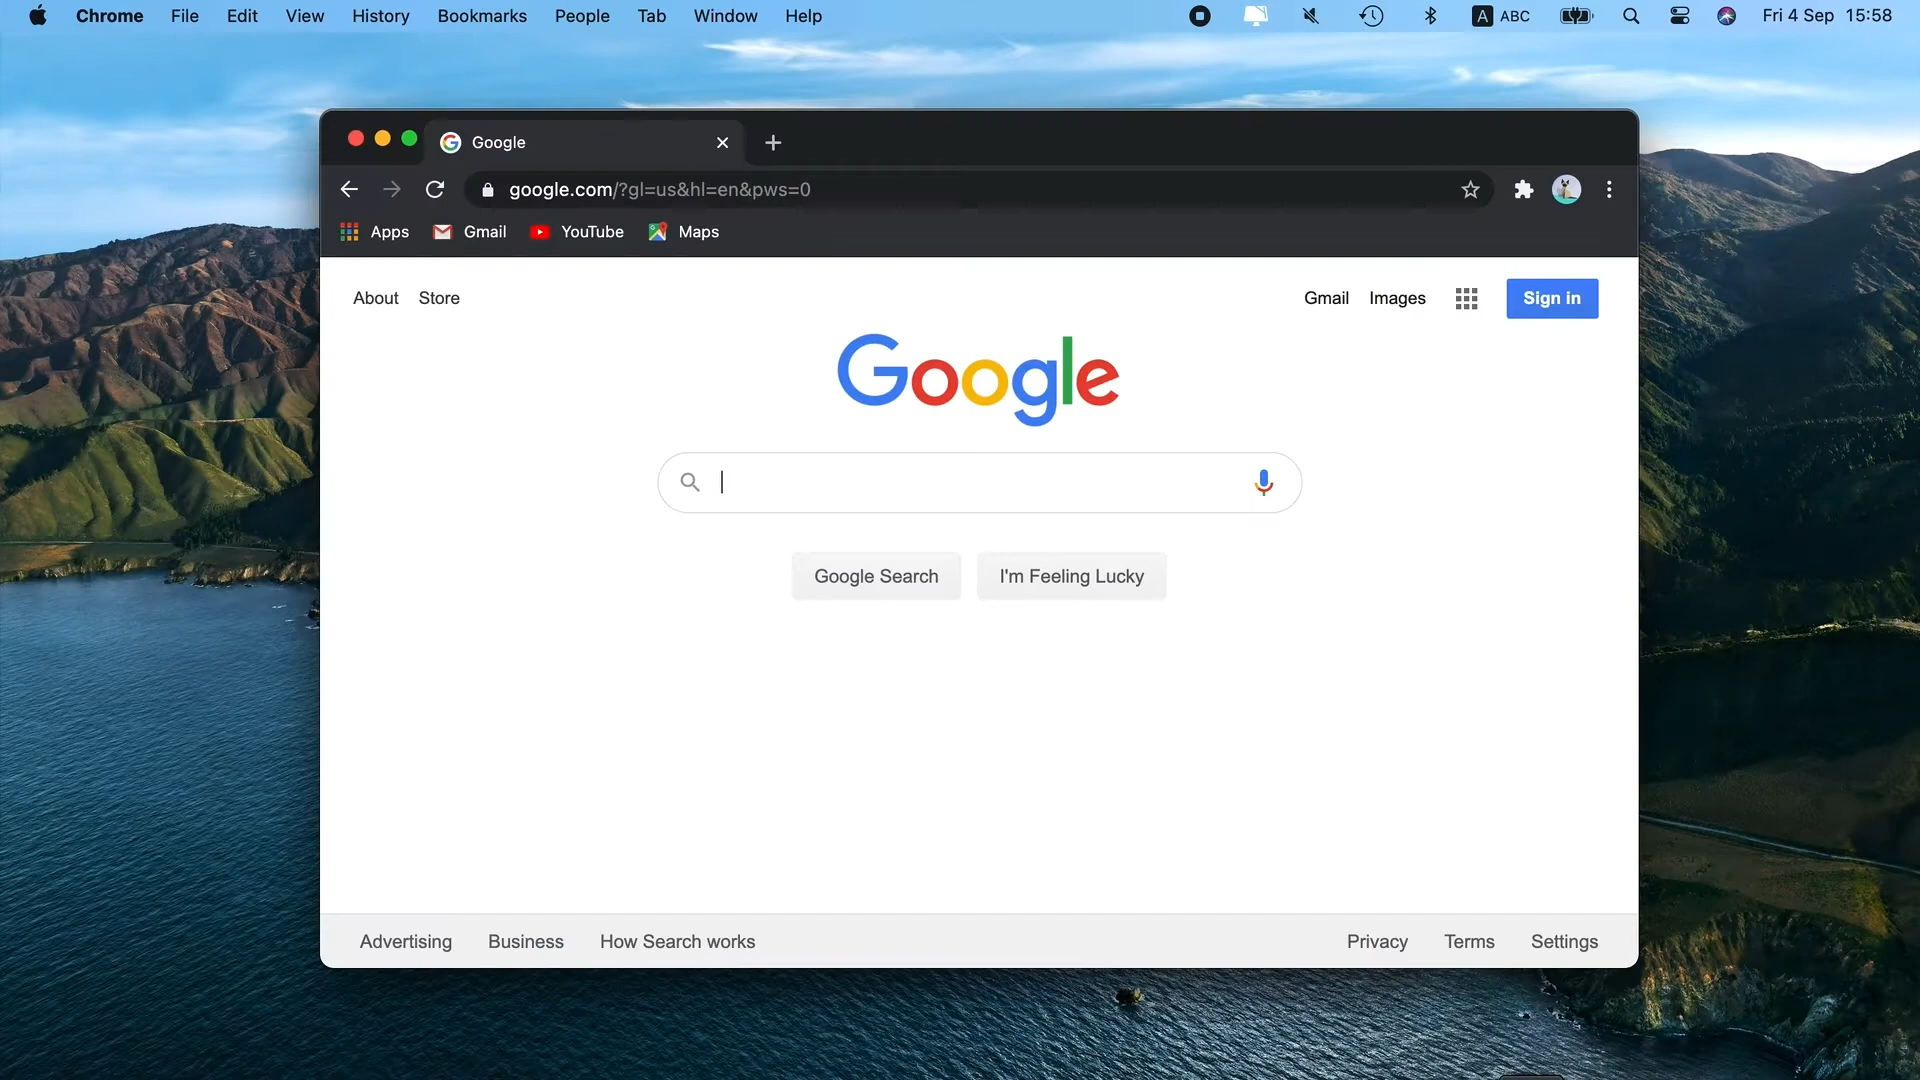 Chrome File Edit View History Bookmarks People Tab Window Help A ABC Fri 4 Sep 15:58
Google
google.com/?gl=us&hl=en&pws=0
Apps Gmail YouTube Maps
About Store Gmail Images Sign in
Google
Google Search I'm Feeling Lucky
Advertising Business How Search works Privacy Terms Settings